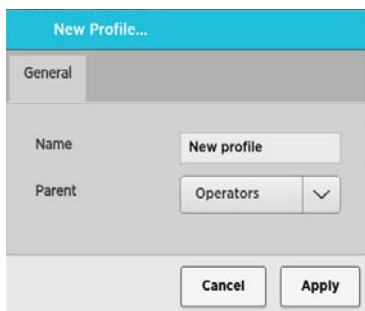 New Profile...
General
Name
New profile
Parent
Operators
Cancel
Apply